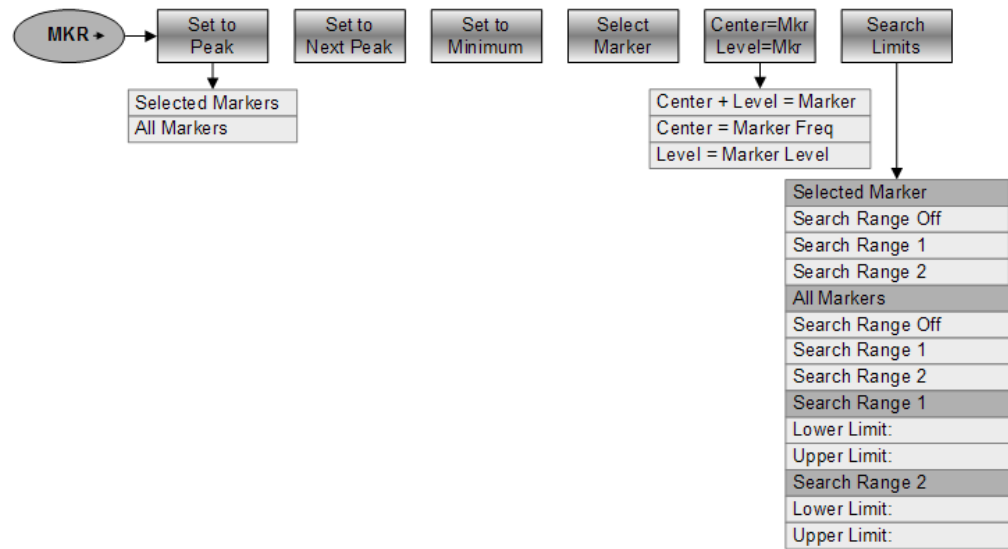 MKR→
Set to
Peak
Set to
Next Peak
Set to
Minimum
Select
Marker
Center=Mkr
Level=Mkr
Search
Limits
Selected Markers
All Markers
Center + Level = Marker
Center = Marker Freq
Level = Marker Level
Selected Marker
Search Range Off
Search Range 1
Search Range 2
All Markers
Search Range Off
Search Range 1
Search Range 2
Search Range 1
Lower Limit:
Upper Limit:
Search Range 2
Lower Limit:
Upper Limit: